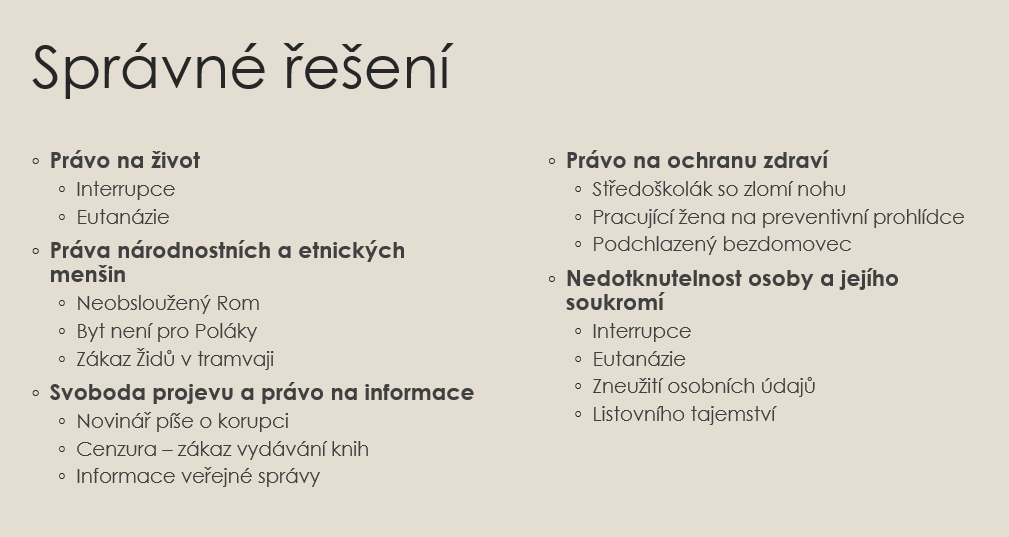 Správné řešení
◦ Právo na život
◦ Interrupce
◦ Eutanázie
◦ Práva národnostních a etnických
menšin
◦ Neobsloužený Rom
◦ Byt není pro Poláky
◦ Zákaz Židů v tramvaji
◦ Svoboda projevu a právo na informace
◦ Novinář píše o korupci
◦ Cenzura – zákaz vydávání knih
◦ Informace veřejné správy
◦ Právo na ochranu zdraví
◦ Středoškolák so zlomí nohu
◦ Pracující žena na preventivní prohlídce
◦ Podchlazený bezdomovec
◦ Nedotknutelnost osoby a jejího
soukromí
◦ Interrupce
◦ Eutanázie
◦ Zneužití osobních údajů
◦ Listovního tajemství